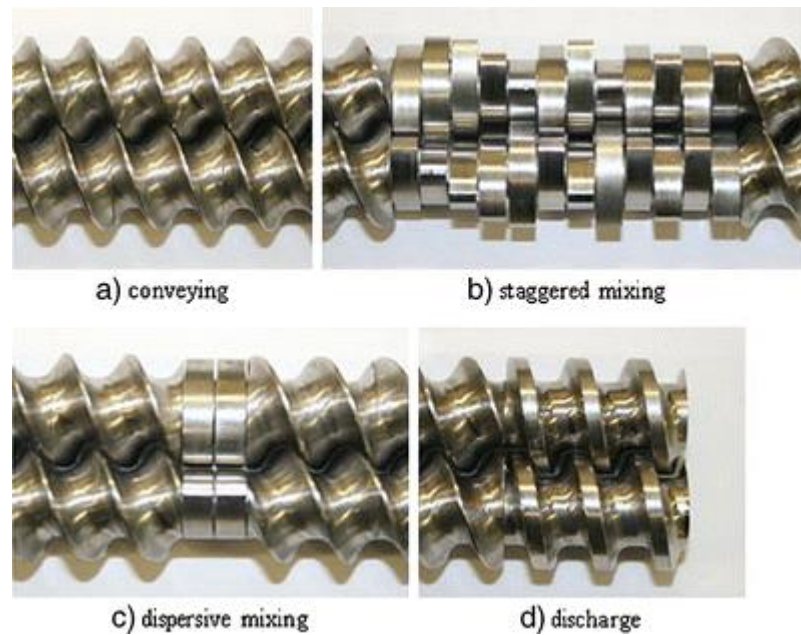 a) conveying
b) staggered mixing
c) dispersive mixing
d) discharge